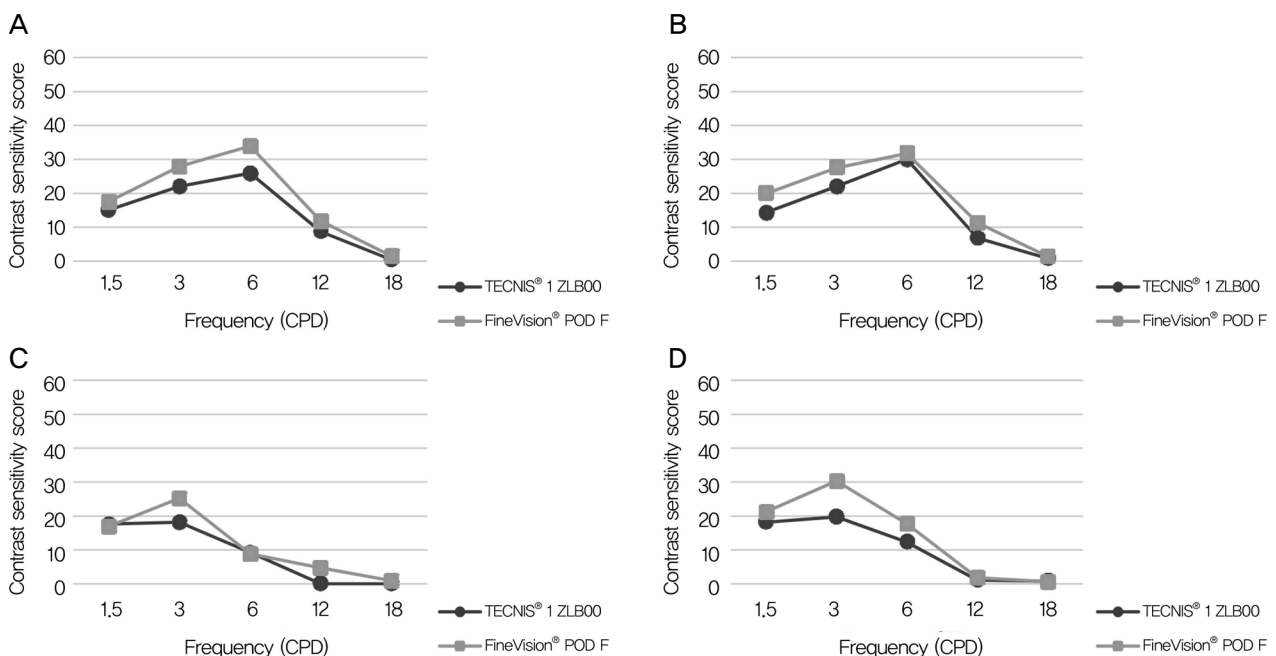 A
Contrast sensitivity score
60
50
40
30
20
10
0
1.5 3 6 12 18
Frequency (CPD)
TECNIS® 1 ZLB00
FineVision® POD F
B
Contrast sensitivity score
60
50
40
30
20
10
0
1.5 3 6 12 18
Frequency (CPD)
TECNIS® 1 ZLB00
FineVision® POD F
C
Contrast sensitivity score
60
50
40
30
20
10
0
1.5 3 6 12 18
Frequency (CPD)
TECNIS® 1 ZLB00
FineVision® POD F
D
Contrast sensitivity score
60
50
40
30
20
10
0
1.5 3 6 12 18
Frequency (CPD)
TECNIS® 1 ZLB00
FineVision® POD F